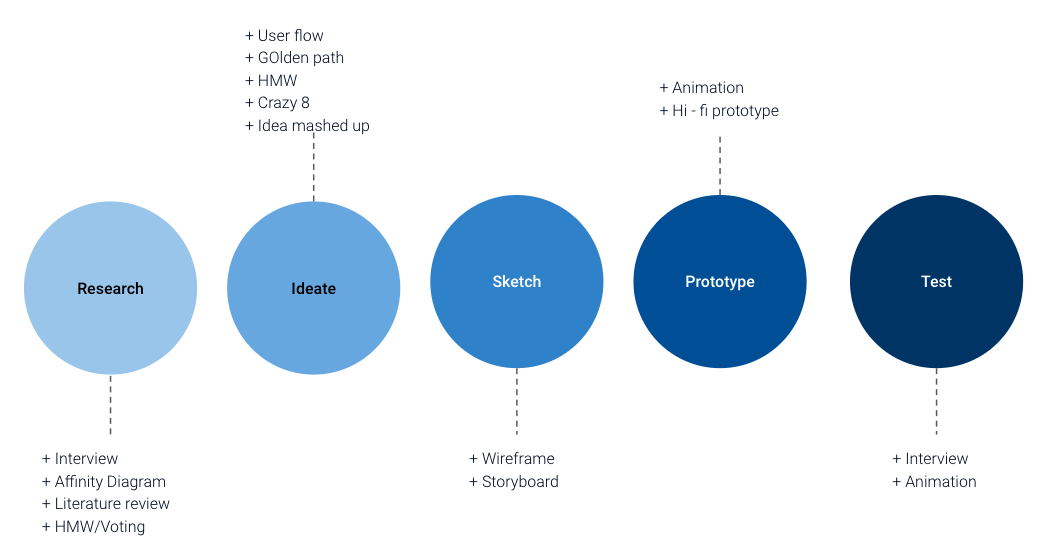 + User flow
+ GOlden path
+ HMW
+ Crazy 8
+ Idea mashed up
+ Animation
+ Hi - fi prototype
Research
Ideate
Sketch
Prototype
Test
+ Interview
+ Affinity Diagram
+ Literature review
+ HMW/Voting
+ Wireframe
+ Storyboard
+ Interview
+ Animation